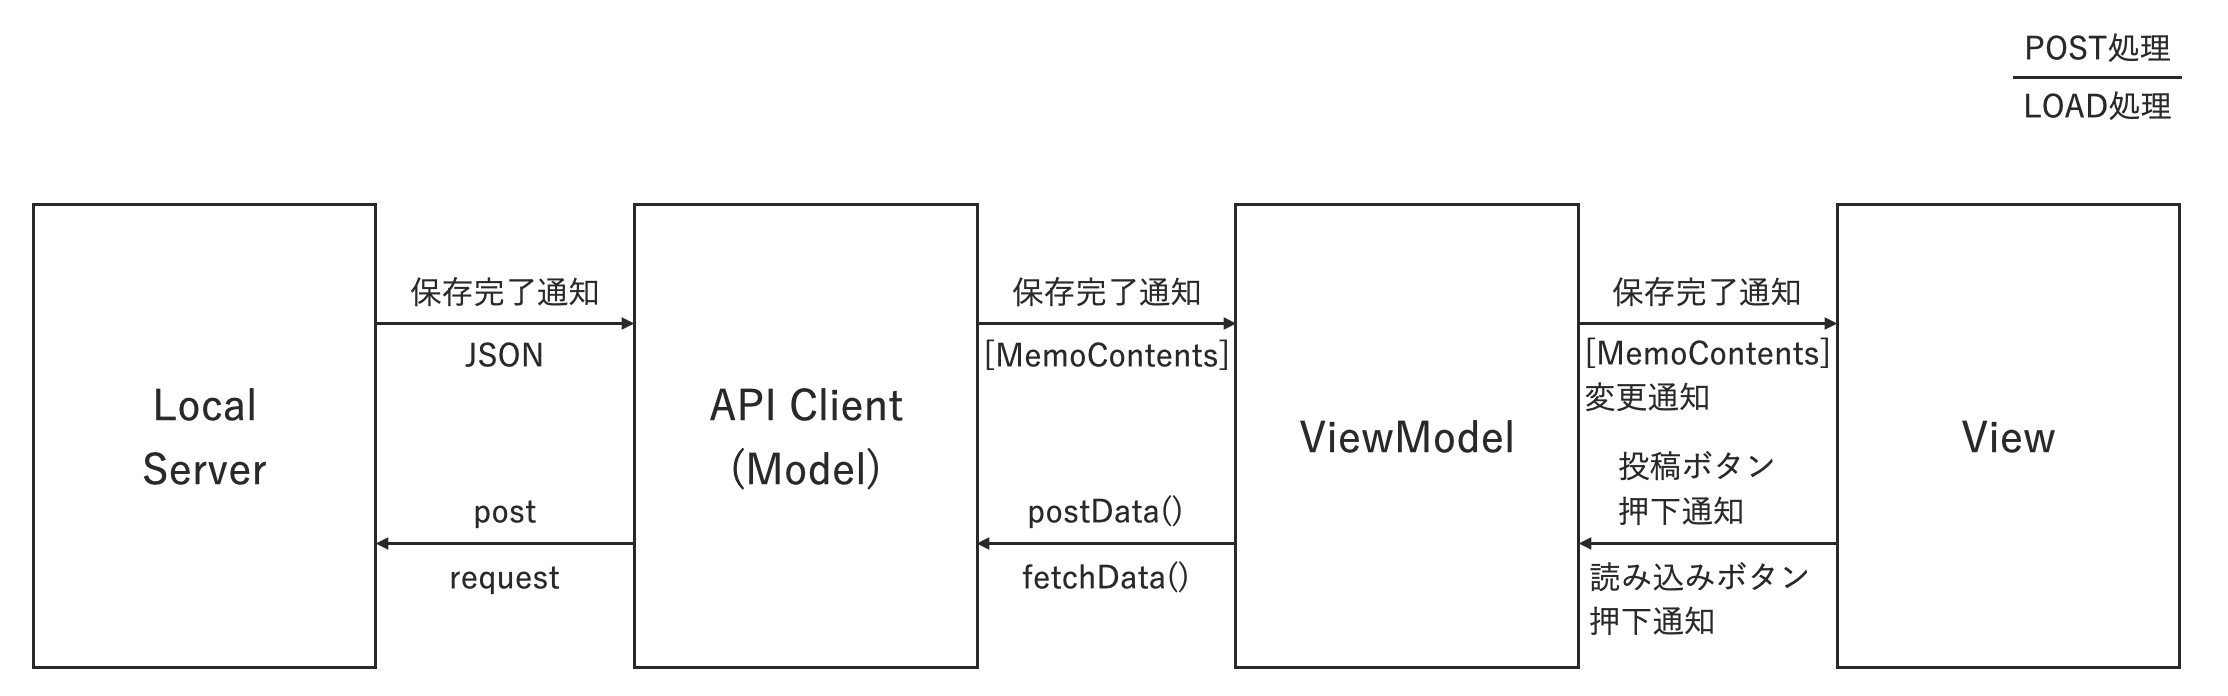 POST処理
LOAD処理
Local
Server
保存完了通知
JSON
post
request
API Client
(Model)
保存完了通知
[MemoContents]
postData()
fetchData()
ViewModel
保存完了通知
[MemoContents]
変更通知
投稿ボタン
押下通知
読み込みボタン
押下通知
View